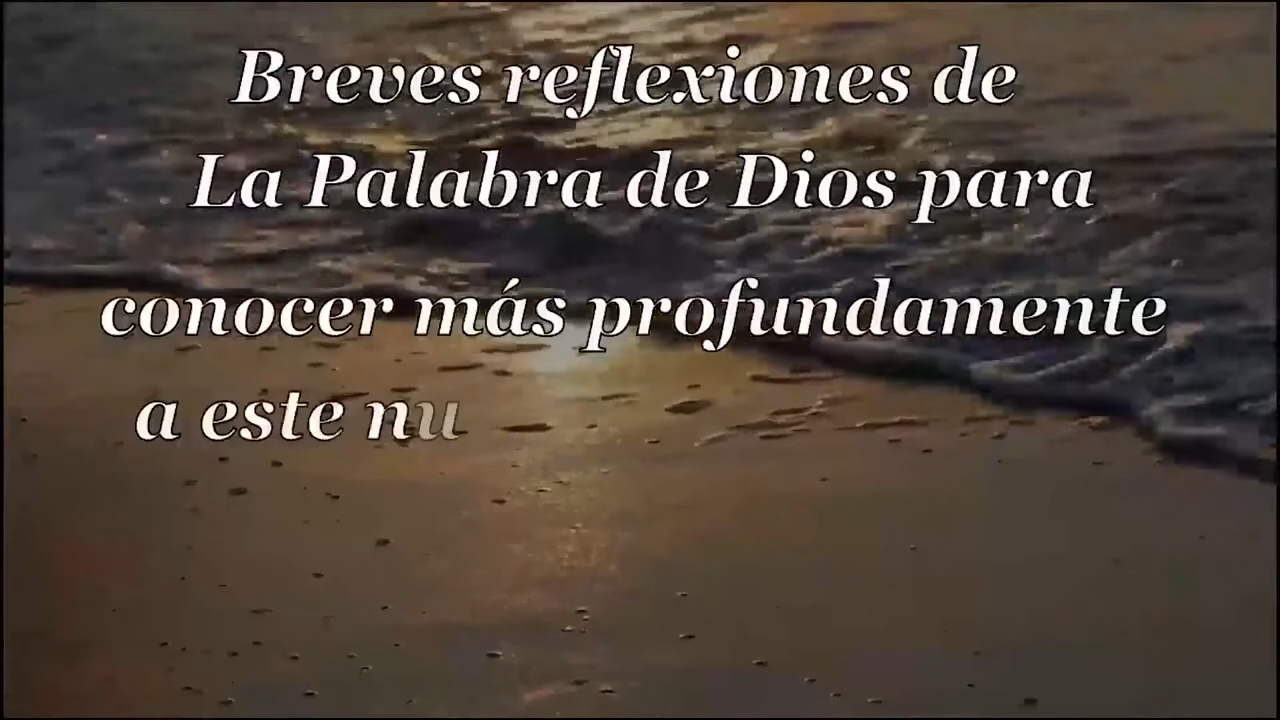 Breves reflexiones de
La Palabra de Dios para
conocer más profundamente
a este nu